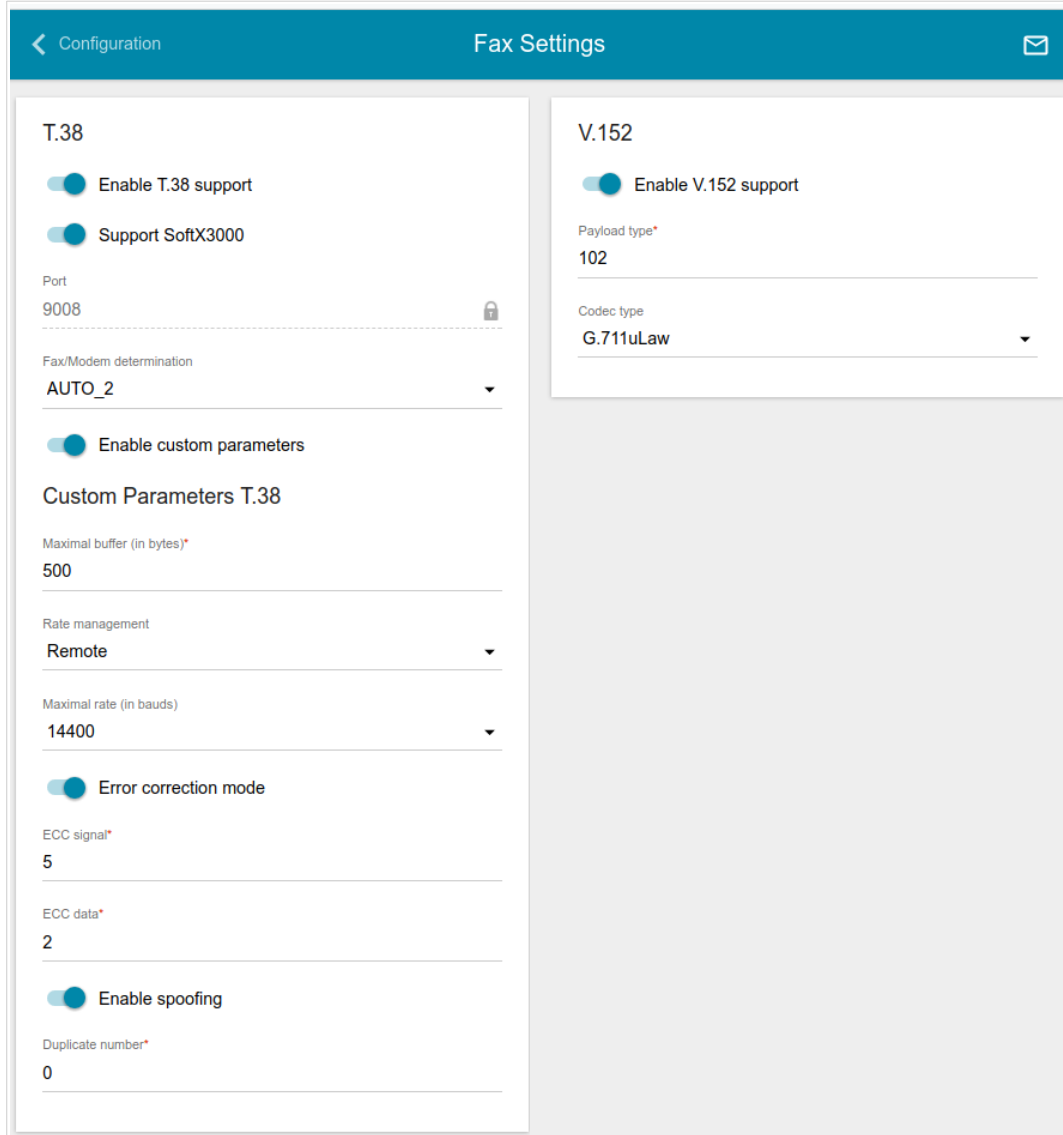 Configuration
Fax Settings
T.38
Enable T.38 support
Support SoftX3000
Port
9008
Fax/Modem determination
AUTO_2
Enable custom parameters
Custom Parameters T.38
Maximal buffer (in bytes)*
500
Rate management
Remote
Maximal rate (in bauds)
14400
Error correction mode
ECC signal*
5
ECC data*
2
Enable spoofing
Duplicate number*
0
V.152
Enable V.152 support
Payload type*
102
Codec type
G.711uLaw